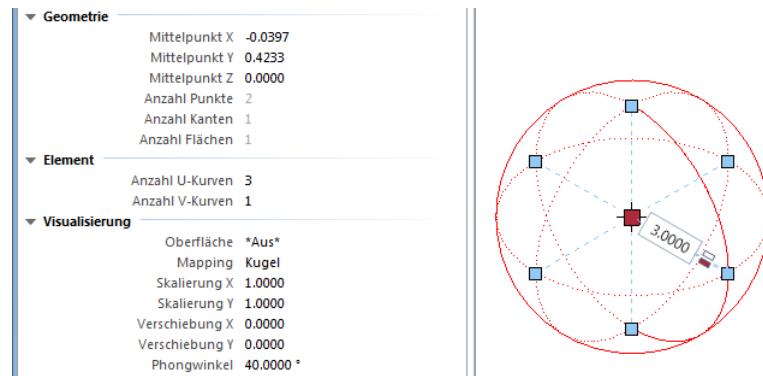 Geometrie
Mittelpunkt X -0.0397
Mittelpunkt Y 0.4233
Mittelpunkt Z 0.0000
Anzahl Punkte 2
Anzahl Kanten 1
Anzahl Flächen 1
Element
Anzahl U-Kurven 3
Anzahl V-Kurven 1
Visualisierung
Oberfläche *Aus*
Mapping Kugel
Skalierung X 1.0000
Skalierung Y 1.0000
Verschiebung X 0.0000
Verschiebung Y 0.0000
Phongwinkel 40.0000 °
3.0000